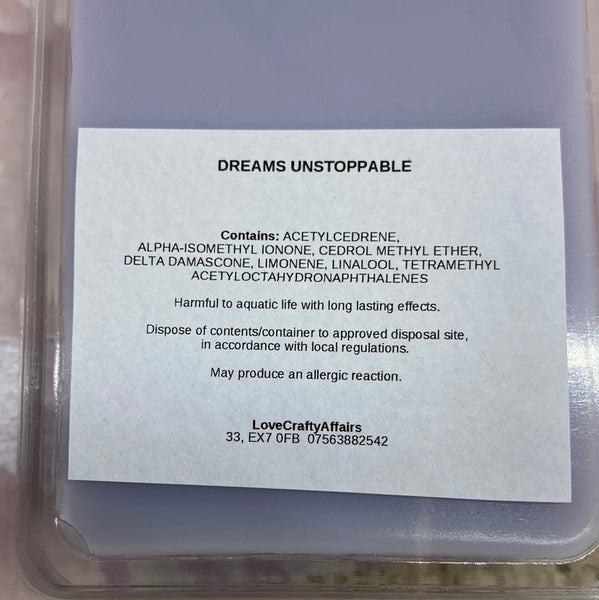 DREAMS UNSTOPPABLE
Contains: ACETYLCEDRENE,
ALPHA-ISOMETHYL IONONE, CEDROL METHYL ETHER,
DELTA DAMASCONE, LIMONENE, LINALOOL, TETRAMETHYL
ACETYLOCTAHYDRONAPHTHALENES
Harmful to aquatic life with long lasting effects.
Dispose of contents/container to approved disposal site,
in accordance with local regulations.
May produce an allergic reaction.
LoveCraftyAffairs
33, EX7 0FB 07563882542